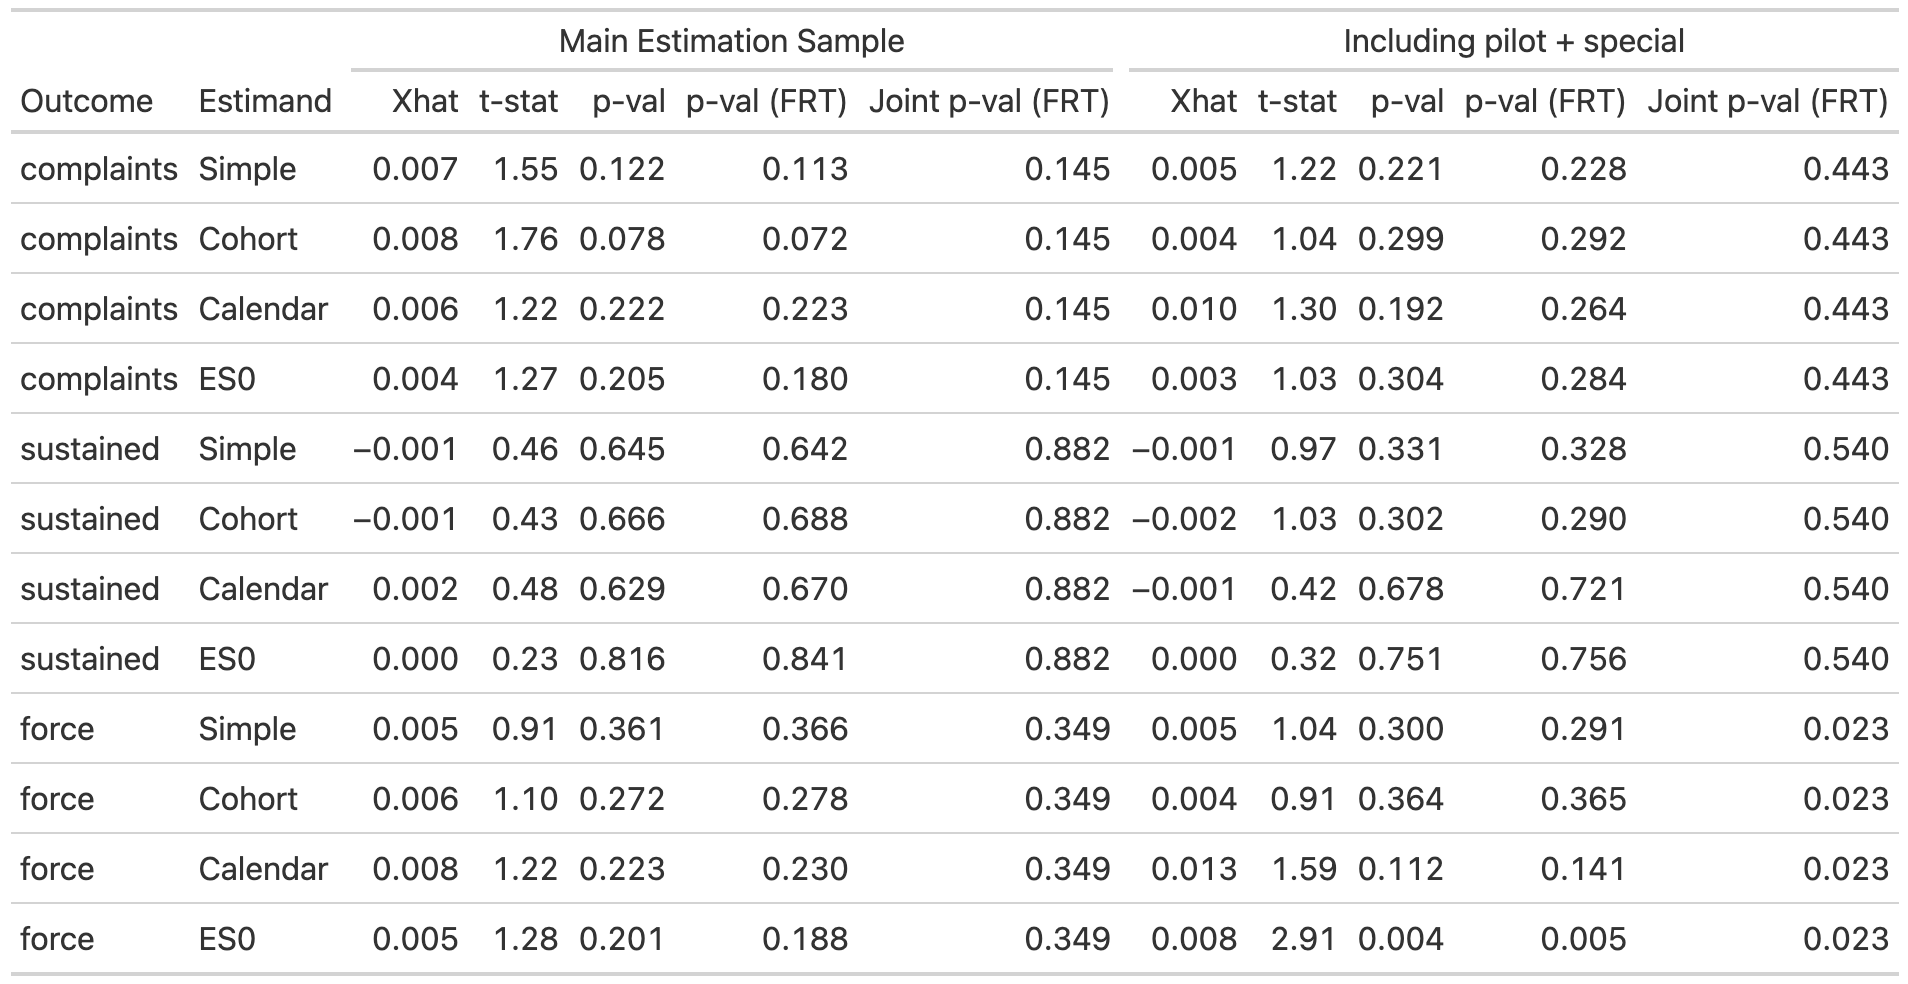 Main Estimation Sample Including pilot + special
Outcome Estimand Xhat t-stat p-val p-val (FRT) Joint p-val (FRT) Xhat t-stat p-val p-val (FRT) Joint p-val (FRT)
complaints Simple 0.007 1.55 0.122 0.113 0.145 0.005 1.22 0.221 0.228 0.443
complaints Cohort 0.008 1.76 0.078 0.072 0.145 0.004 1.04 0.299 0.292 0.443
complaints Calendar 0.006 1.22 0.222 0.223 0.145 0.010 1.30 0.192 0.264 0.443
complaints ES0 0.004 1.27 0.205 0.180 0.145 0.003 1.03 0.304 0.284 0.443
sustained Simple −0.001 0.46 0.645 0.642 0.882 −0.001 0.97 0.331 0.328 0.540
sustained Cohort −0.001 0.43 0.666 0.688 0.882 −0.002 1.03 0.302 0.290 0.540
sustained Calendar 0.002 0.48 0.629 0.670 0.882 −0.001 0.42 0.678 0.721 0.540
sustained ES0 0.000 0.23 0.816 0.841 0.882 0.000 0.32 0.751 0.756 0.540
force Simple 0.005 0.91 0.361 0.366 0.349 0.005 1.04 0.300 0.291 0.023
force Cohort 0.006 1.10 0.272 0.278 0.349 0.004 0.91 0.364 0.365 0.023
force Calendar 0.008 1.22 0.223 0.230 0.349 0.013 1.59 0.112 0.141 0.023
force ES0 0.005 1.28 0.201 0.188 0.349 0.008 2.91 0.004 0.005 0.023